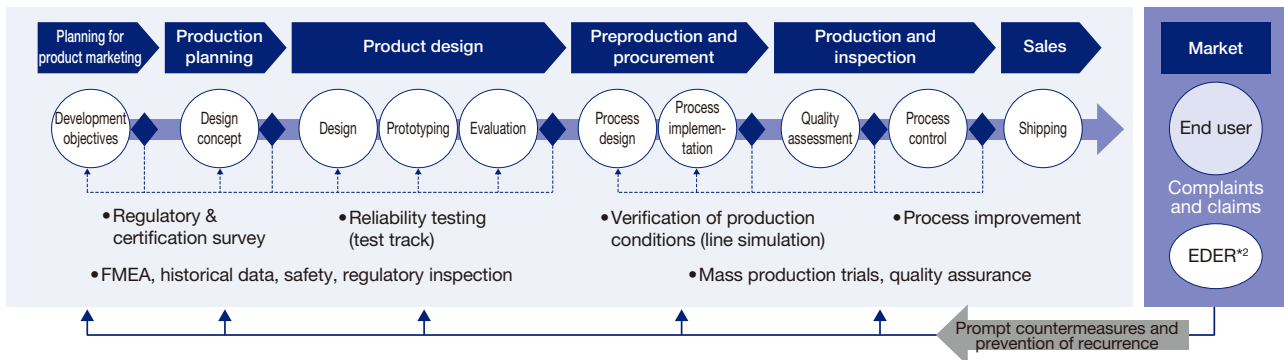 Planning for
product marketing
Production
planning
Product design
Preproduction and
procurement
Production and
inspection
Sales
Market
Development
objectives
Design
concept
Design
Prototyping
Evaluation
Process
design
Process
implemen-
tation
Quality
assessment
Process
control
Shipping
End user
Complaints
and claims
EDER*2
•Regulatory &
certification survey
•Reliability testing
(test track)
•Verification of production
conditions (line simulation)
•Process improvement
•FMEA, historical data, safety, regulatory inspection
•Mass production trials, quality assurance
Prompt countermeasures and
prevention of recurrence